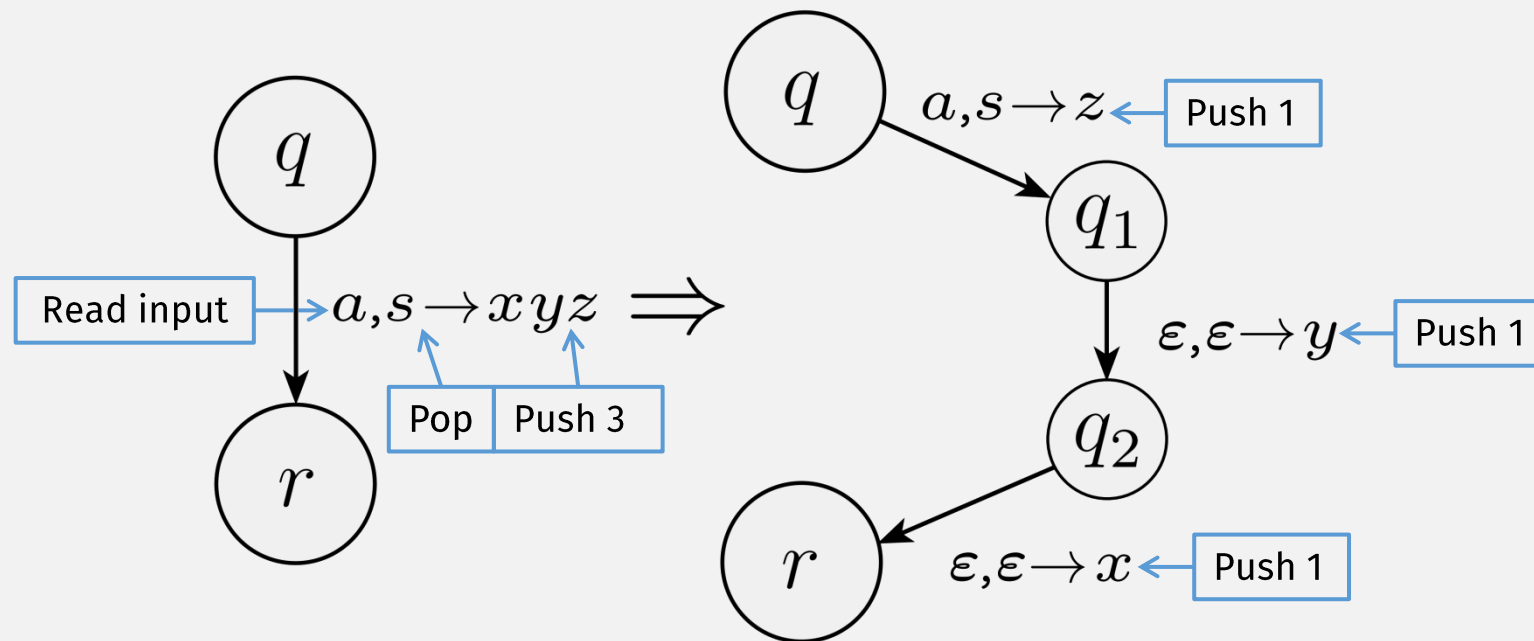 q
Read input
a,s→xyz
⇒
Pop
Push 3
r
q
a,s→z
Push 1
q₁
ε,ε→y
Push 1
q₂
r
ε,ε→x
Push 1